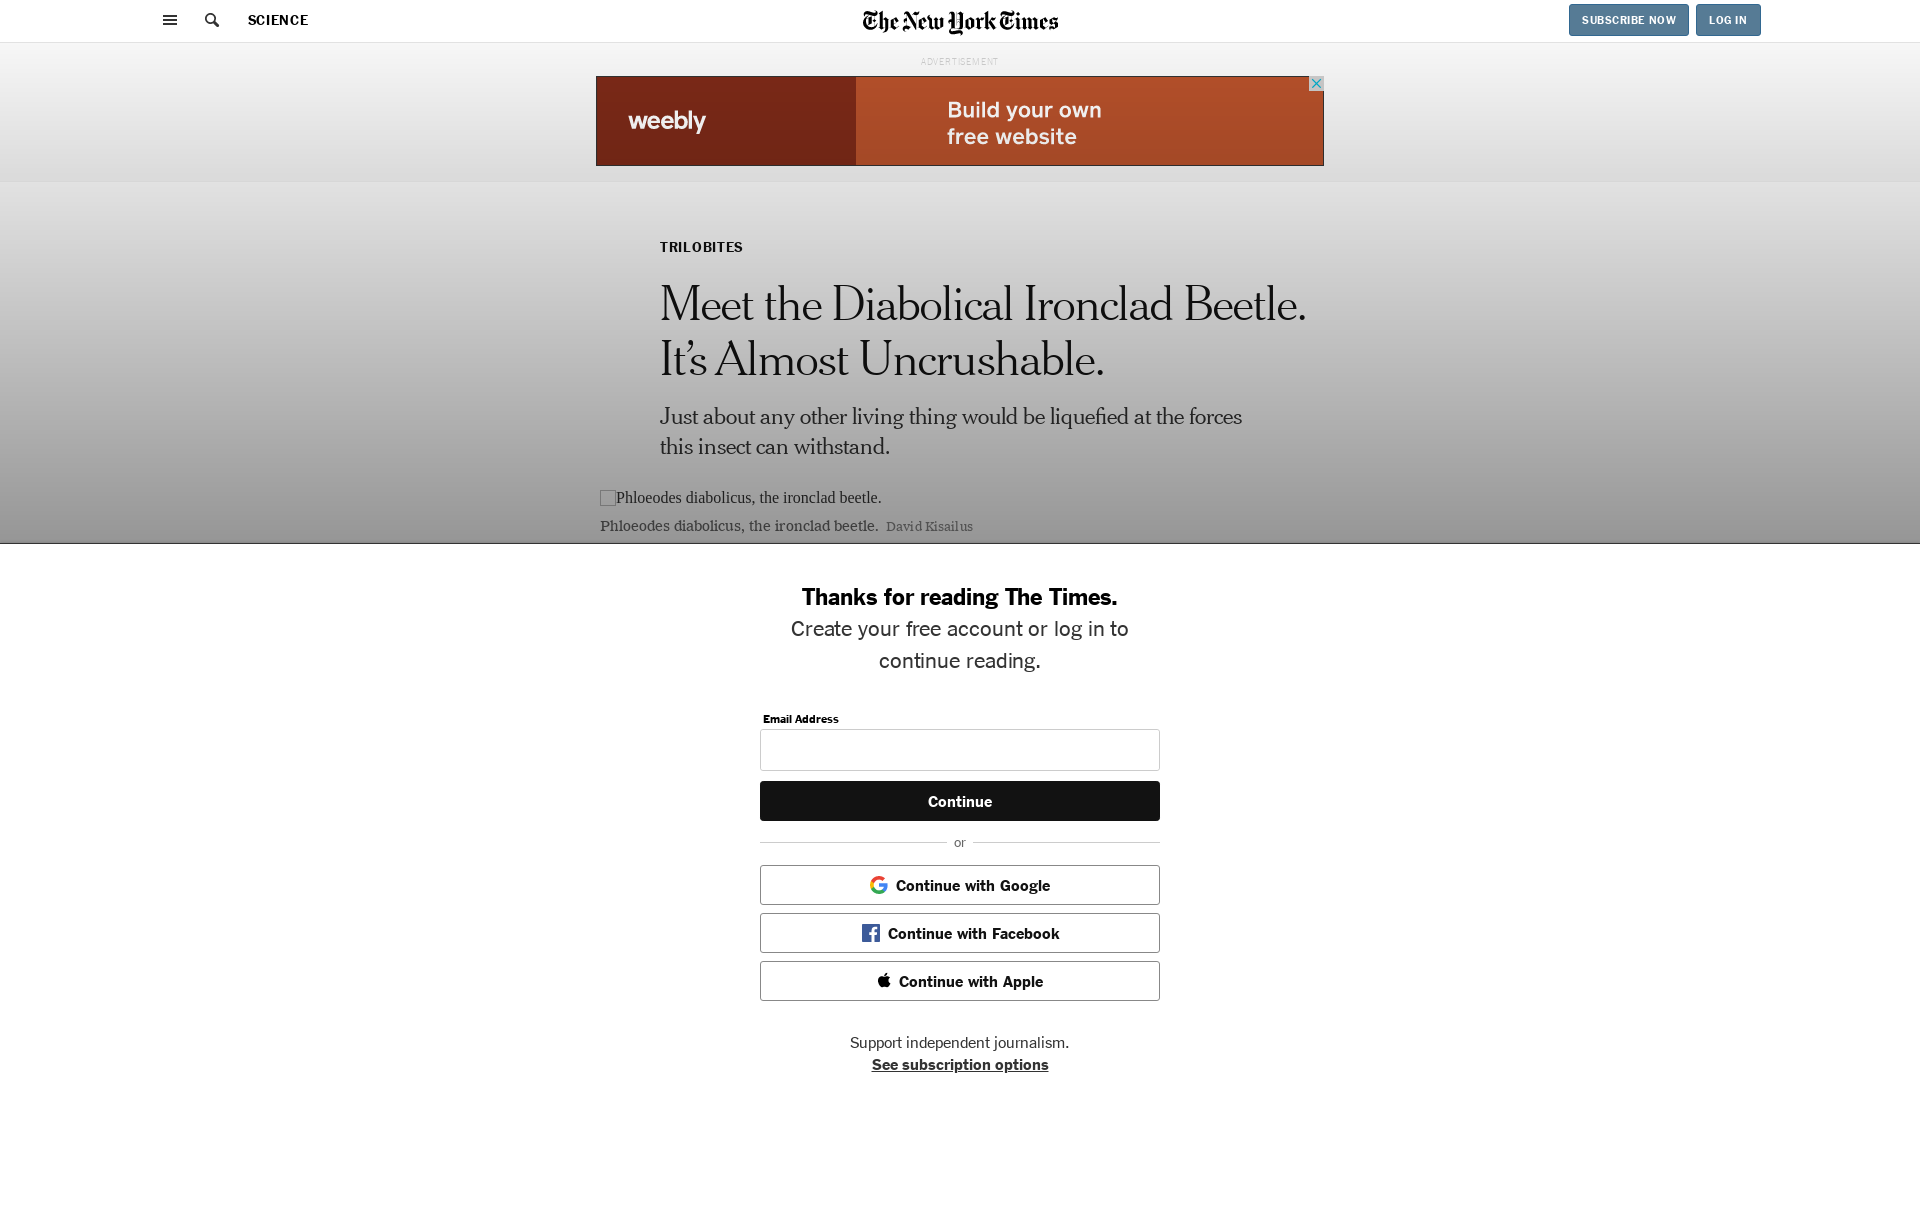 SCIENCE
The New York Times
SUBSCRIBE NOW
LOG IN
ADVERTISEMENT
weebly
Build your own
free website
TRILOBITES
Meet the Diabolical Ironclad Beetle.
It’s Almost Uncrushable.
Just about any other living thing would be liquefied at the forces
this insect can withstand.
Phloeodes diabolicus, the ironclad beetle.
Phloeodes diabolicus, the ironclad beetle. David Kisailus
Thanks for reading The Times.
Create your free account or log in to
continue reading.
Email Address
Continue
or
Continue with Google
Continue with Facebook
Continue with Apple
Support independent journalism.
See subscription options